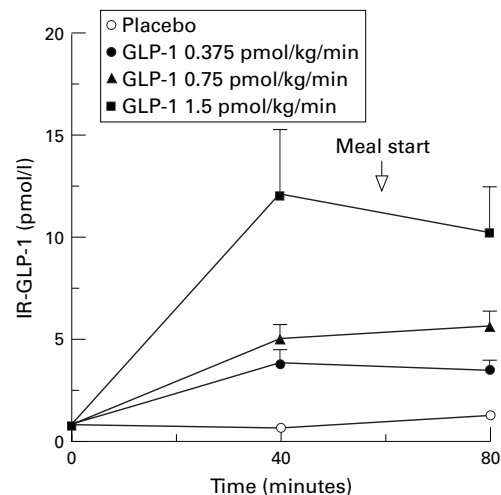 20
15
10
5
0
IR-GLP-1 (pmol/l)
Placebo
GLP-1 0.375 pmol/kg/min
GLP-1 0.75 pmol/kg/min
GLP-1 1.5 pmol/kg/min
Meal start
0
40
80
Time (minutes)